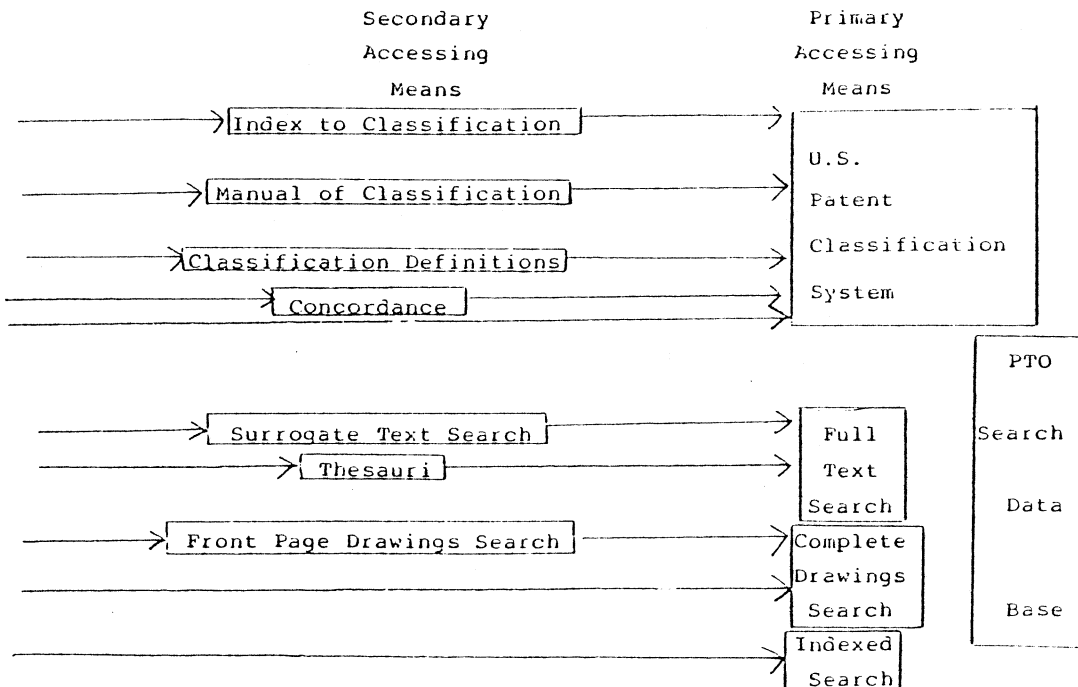 Secondary Primary
Accessing Accessing
Means Means
Index to Classification
U.S.
Manual of Classification
Patent
Classification Definitions
Classification
Concordance
System
PTO
Surrogate Text Search
Full
Search
Thesauri
Text
Search
Data
Front Page Drawings Search
Complete
Drawings
Search
Base
Indexed
Search